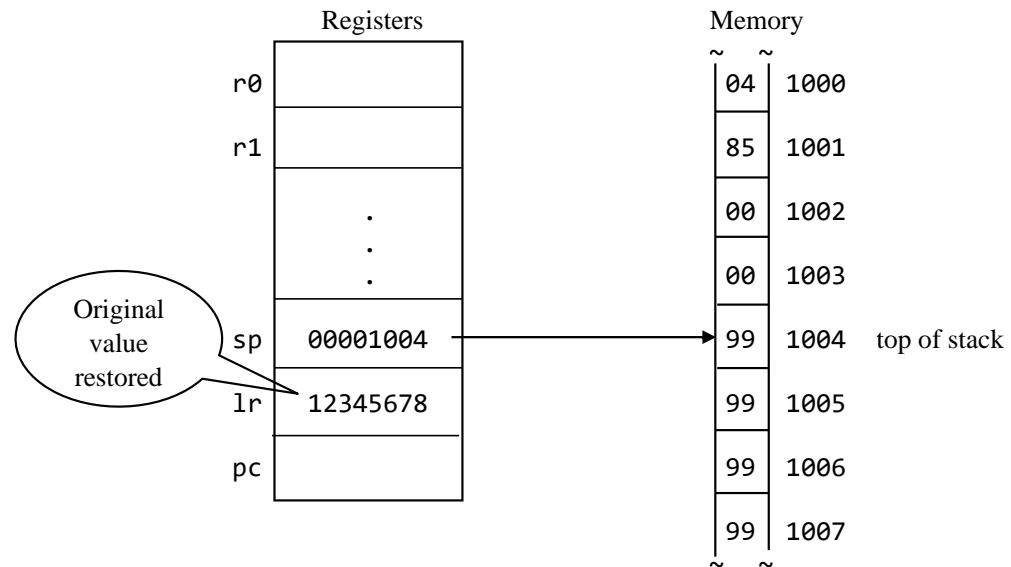 Registers
Memory
~ ~
r0
04 1000
r1
85 1001
.
00 1002
.
.
00 1003
Original
value
restored
sp 00001004
99 1004 top of stack
lr 12345678
99 1005
pc
99 1006
99 1007
~ ~